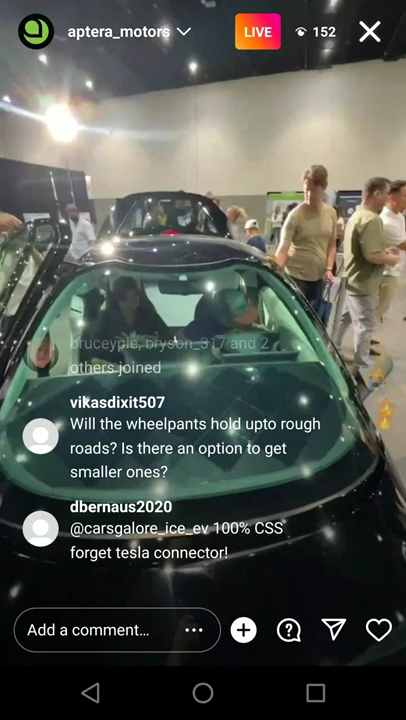 aptera_motors
LIVE
152
bruceypie, bryson_317 and 2
others joined
vikasdixit507
Will the wheelpants hold upto rough
roads? Is there an option to get
smaller ones?
dbernaus2020
@carsgalore_ice_ev 100% CSS
forget tesla connector!
Add a comment...